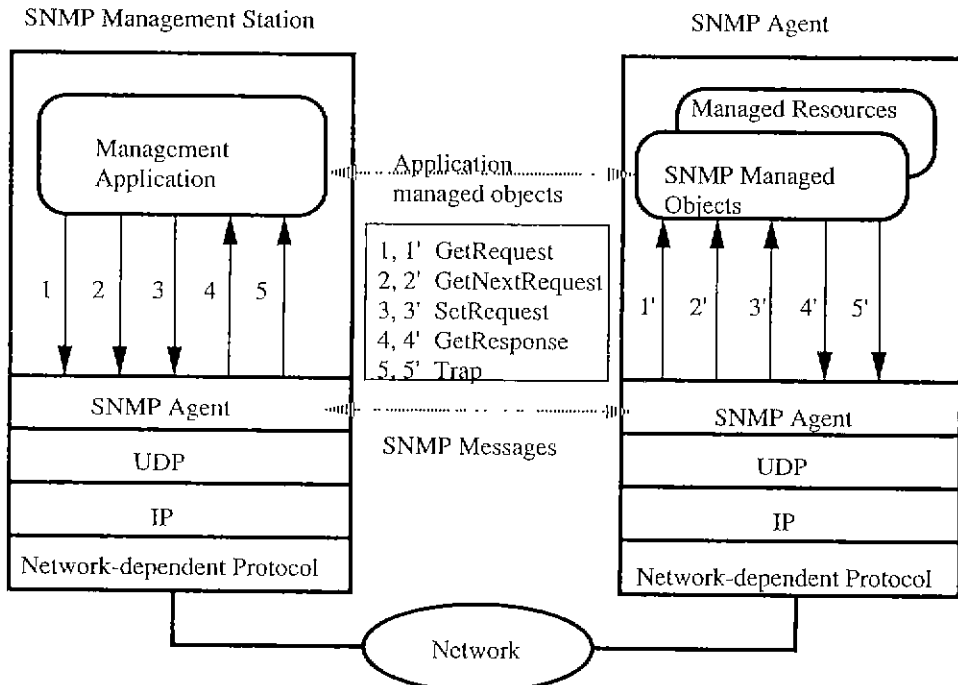 SNMP Management Station
SNMP Agent
Management
Application
Managed Resources
SNMP Managed
Objects
Application
managed objects
1 2 3 4 5
1, 1' GetRequest
2, 2' GetNextRequest
3, 3' SetRequest
4, 4' GetResponse
5, 5' Trap
1' 2' 3' 4' 5'
SNMP Agent
UDP
IP
Network-dependent Protocol
SNMP Messages
SNMP Agent
UDP
IP
Network-dependent Protocol
Network